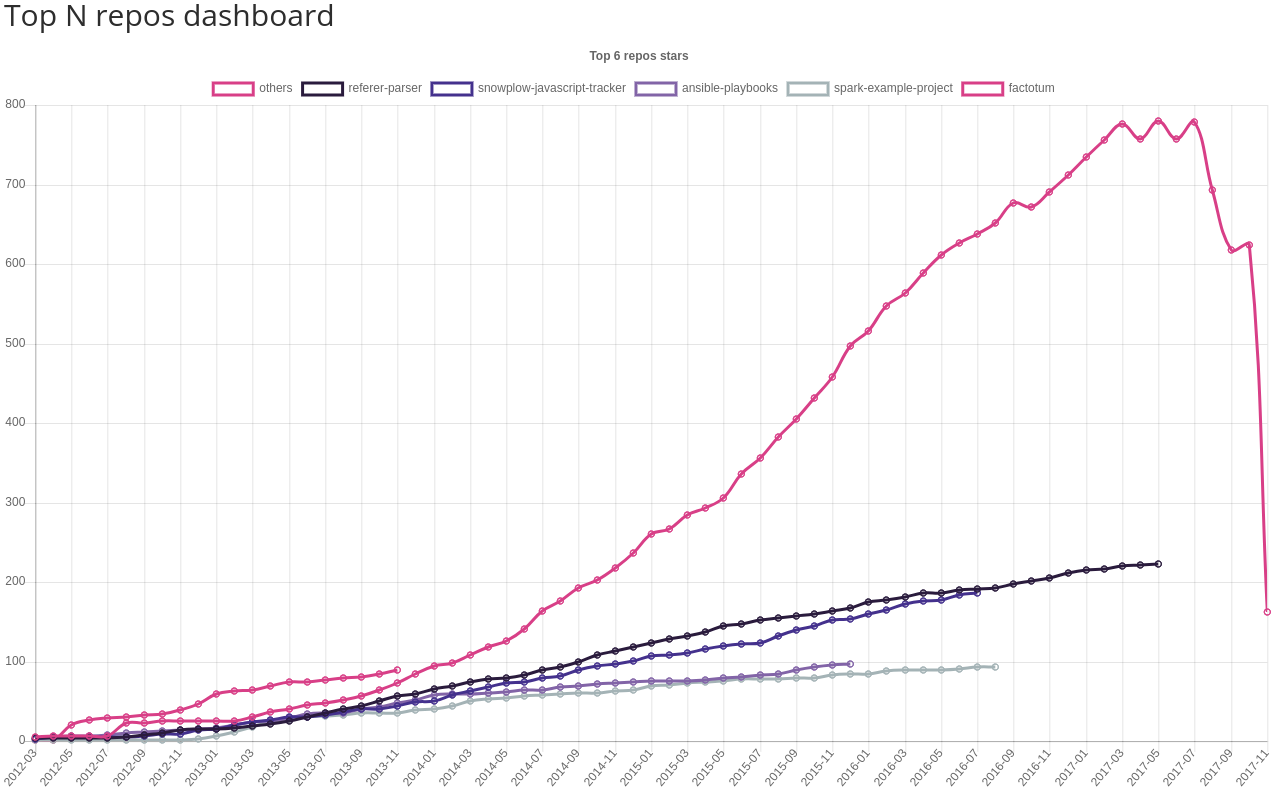 Top N repos dashboard
Top 6 repos stars
others referer-parser snowplow-javascript-tracker ansible-playbooks spark-example-project factotum
800
700
600
500
400
300
200
100
0
2012-03 2012-05 2012-07 2012-09 2012-11 2013-01 2013-03 2013-05 2013-07 2013-09 2013-11 2014-01 2014-03 2014-05 2014-07 2014-09 2014-11 2015-01 2015-03 2015-05 2015-07 2015-09 2015-11 2016-01 2016-03 2016-05 2016-07 2016-09 2016-11 2017-01 2017-03 2017-05 2017-07 2017-09 2017-11